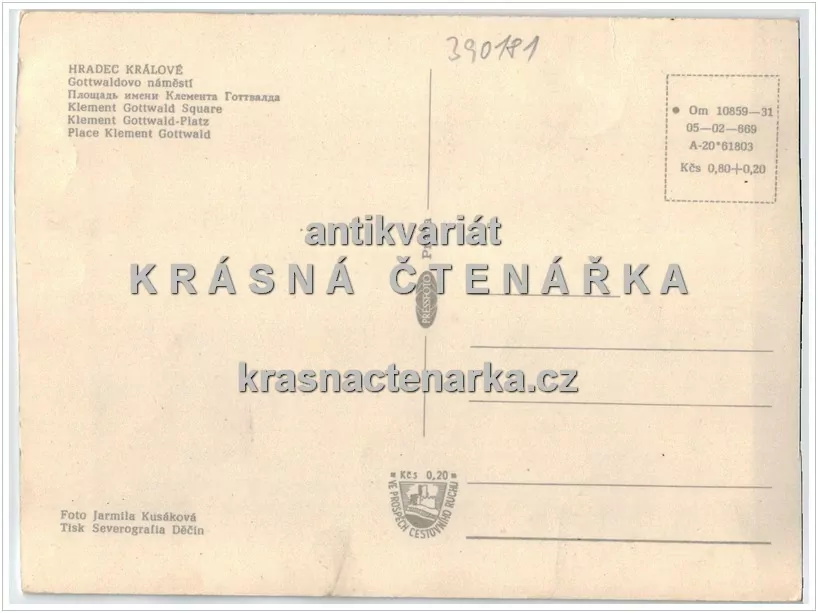 390181
HRADEC KRÁLOVÉ
Gottwaldovo náměstí
Площадь имени Клемента Готтвалда
Klement Gottwald Square
Klement Gottwald-Platz
Place Klement Gottwald
Om 10859—31
05—02—669
A-20*61803
Kčs 0,80+0,20
antikvariát
KRÁSNÁ ČTENÁŘKA
PRESSFOTO
krasnactenarka.cz
Kčs 0,20
VE PROSPĚCH CESTOVNÍHO RUCHU
Foto Jarmila Kusáková
Tisk Severografia Děčín